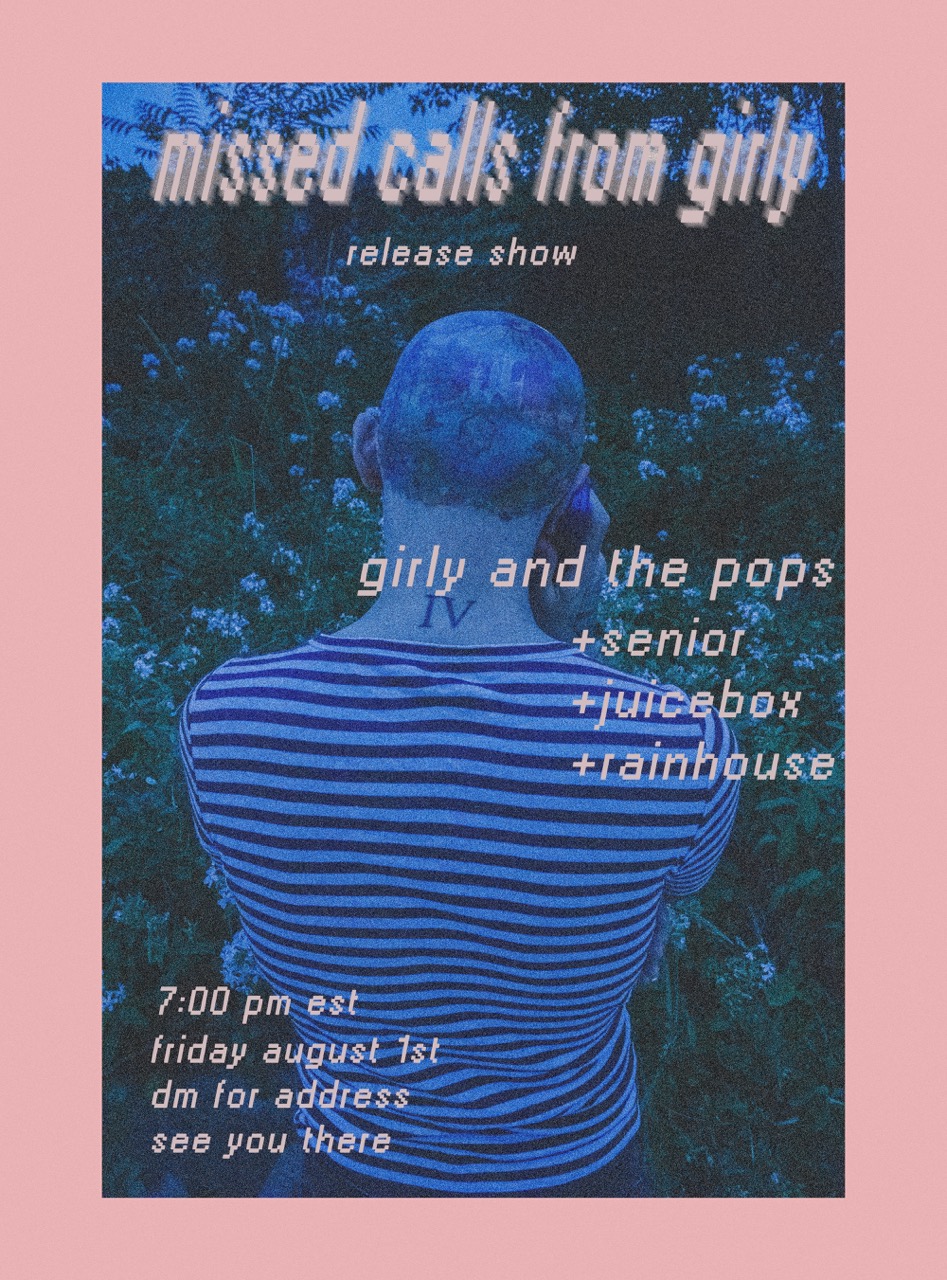 missed calls from girly
release show
girly and the pops
IV
+senior
+juicebox
+rainhouse
7:00 pm est
friday august 1st
dm for address
see you there